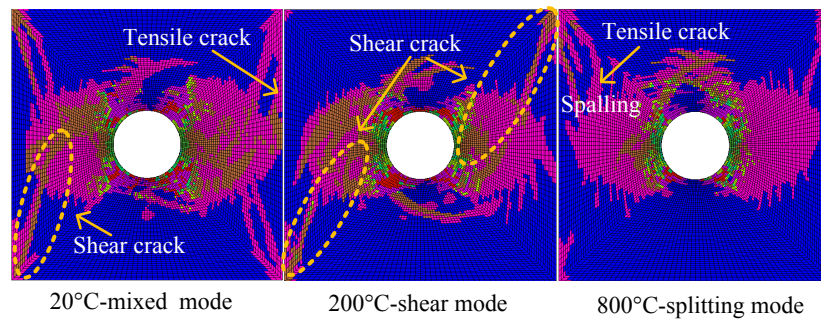 Tensile crack
Shear crack
20°C-mixed mode
Shear crack
200°C-shear mode
Tensile crack
Spalling
800°C-splitting mode